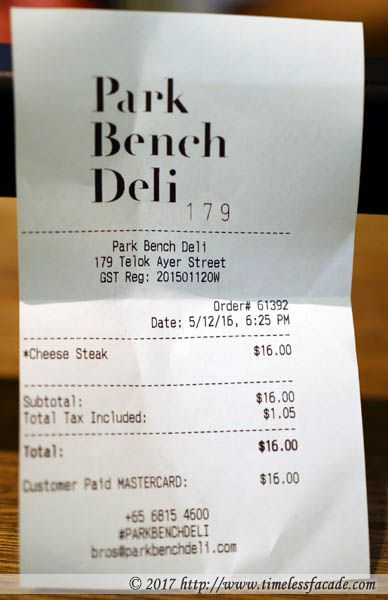 Park
Bench
Deli
179
Park Bench Deli
179 Telok Ayer Street
GST Reg: 201501120W
Order# 61392
Date: 5/12/16, 6:25 PM
*Cheese Steak $16.00
Subtotal: $16.00
Total Tax Included: $1.05
Total: $16.00
Customer Paid MASTERCARD: $16.00
+65 6815 4600
#PARKBENCHDELI
bros@parkbenchdeli.com
© 2017 http://www.timelessfacade.com